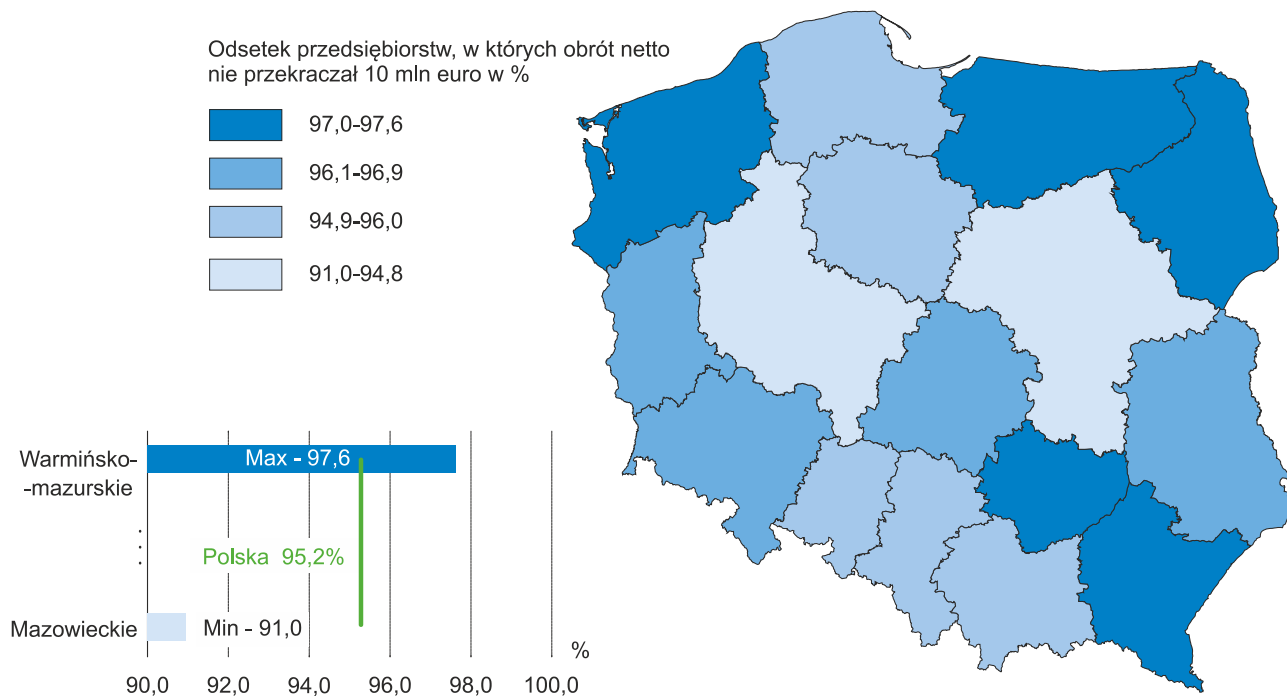 Odsetek przedsiębiorstw, w których obrót netto
nie przekraczał 10 mln euro w %
97,0-97,6
96,1-96,9
94,9-96,0
91,0-94,8
Warmińsko-
-mazurskie
Max - 97,6
Polska 95,2%
Mazowieckie
Min - 91,0
%
90,0 92,0 94,0 96,0 98,0 100,0